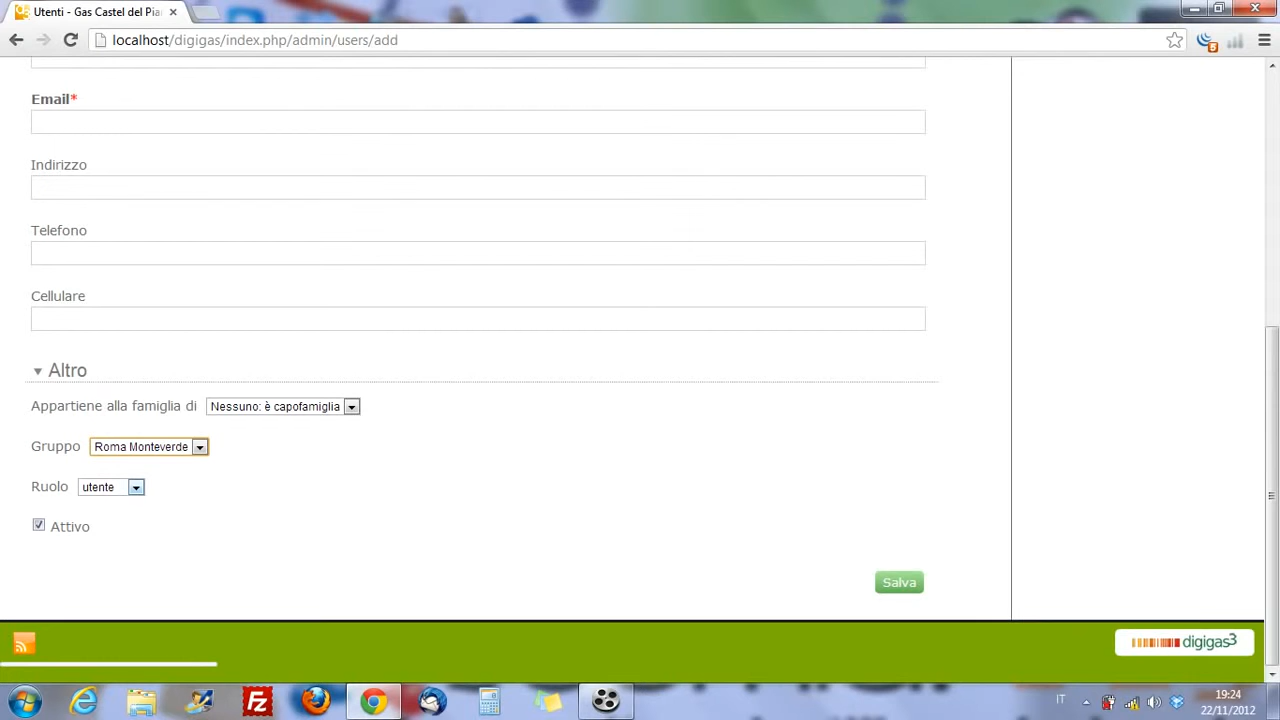 Utenti - Gas Castel del Pia
localhost/digigas/index.php/admin/users/add
5
Email*
Indirizzo
Telefono
Cellulare
Altro
Appartiene alla famiglia di Nessuno: è capofamiglia
Gruppo Roma Monteverde
Ruolo utente
Attivo
Salva
digigas3
IT
19:24
22/11/2012